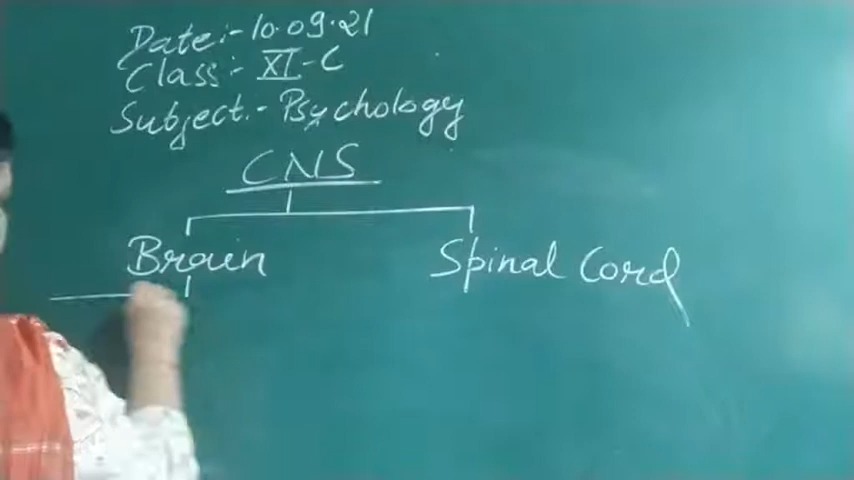 Date:- 10.09.21
Class:- XI-C
Subject:- Psychology
CNS
Brain Spinal Cord